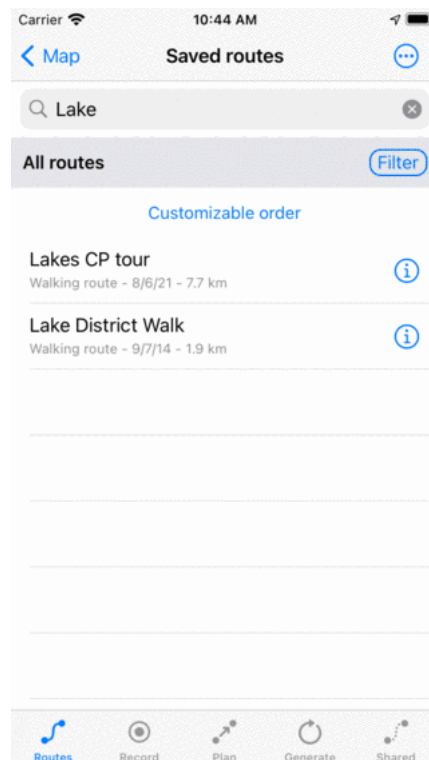 Carrier 10:44 AM
Map Saved routes
Lake
All routes Filter
Customizable order
Lakes CP tour
Walking route - 8/6/21 - 7.7 km
Lake District Walk
Walking route - 9/7/14 - 1.9 km
Routes Record Plan Generate Shared